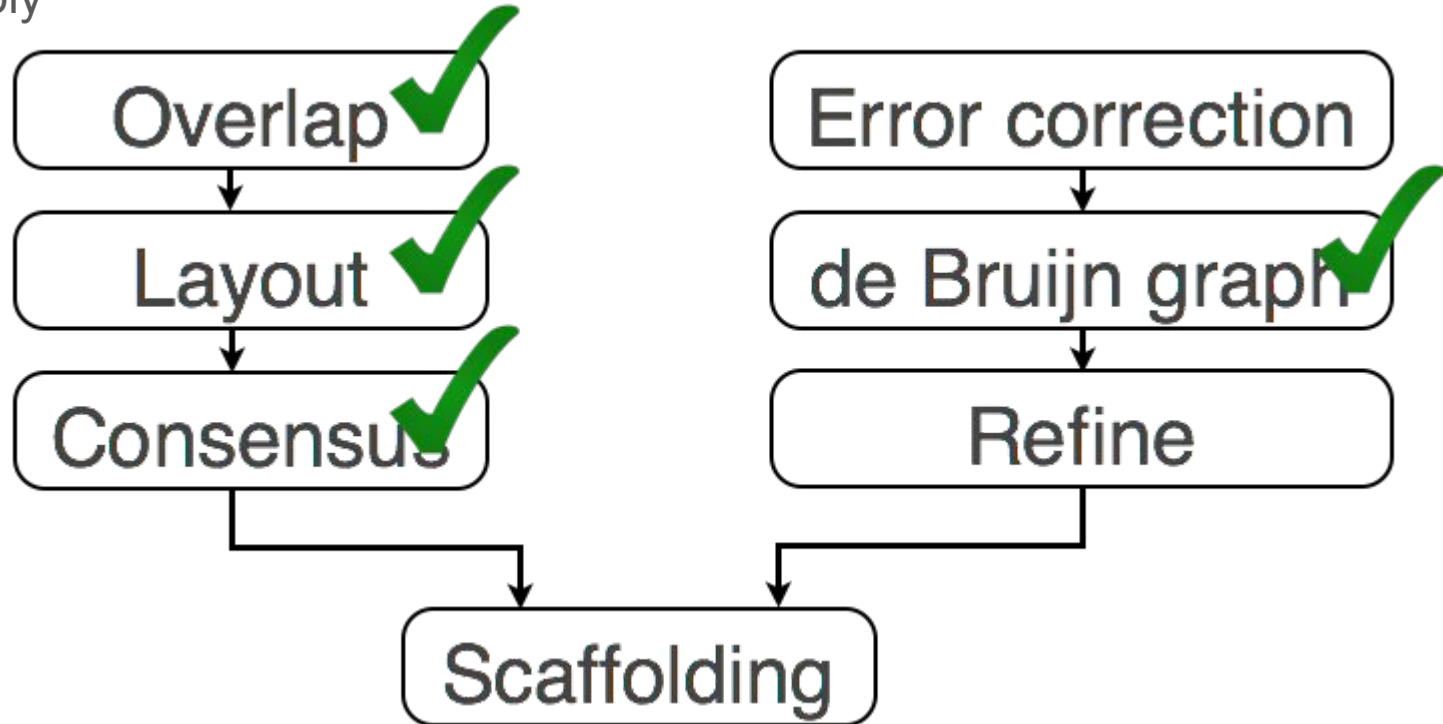 Overlap
Layout
Consensus
Error correction
de Bruijn graph
Refine
Scaffolding